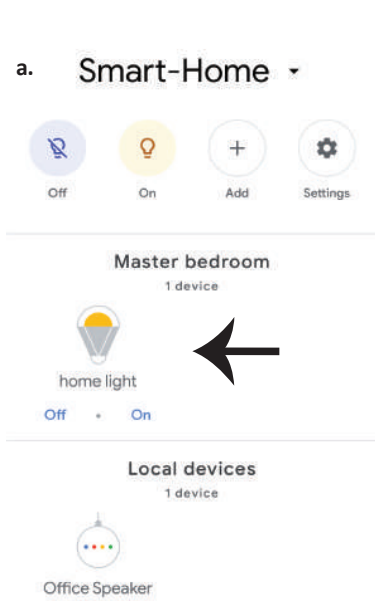 a. Smart-Home
Off On Add Settings
Master bedroom
1 device
home light
Off • On
Local devices
1 device
Office Speaker